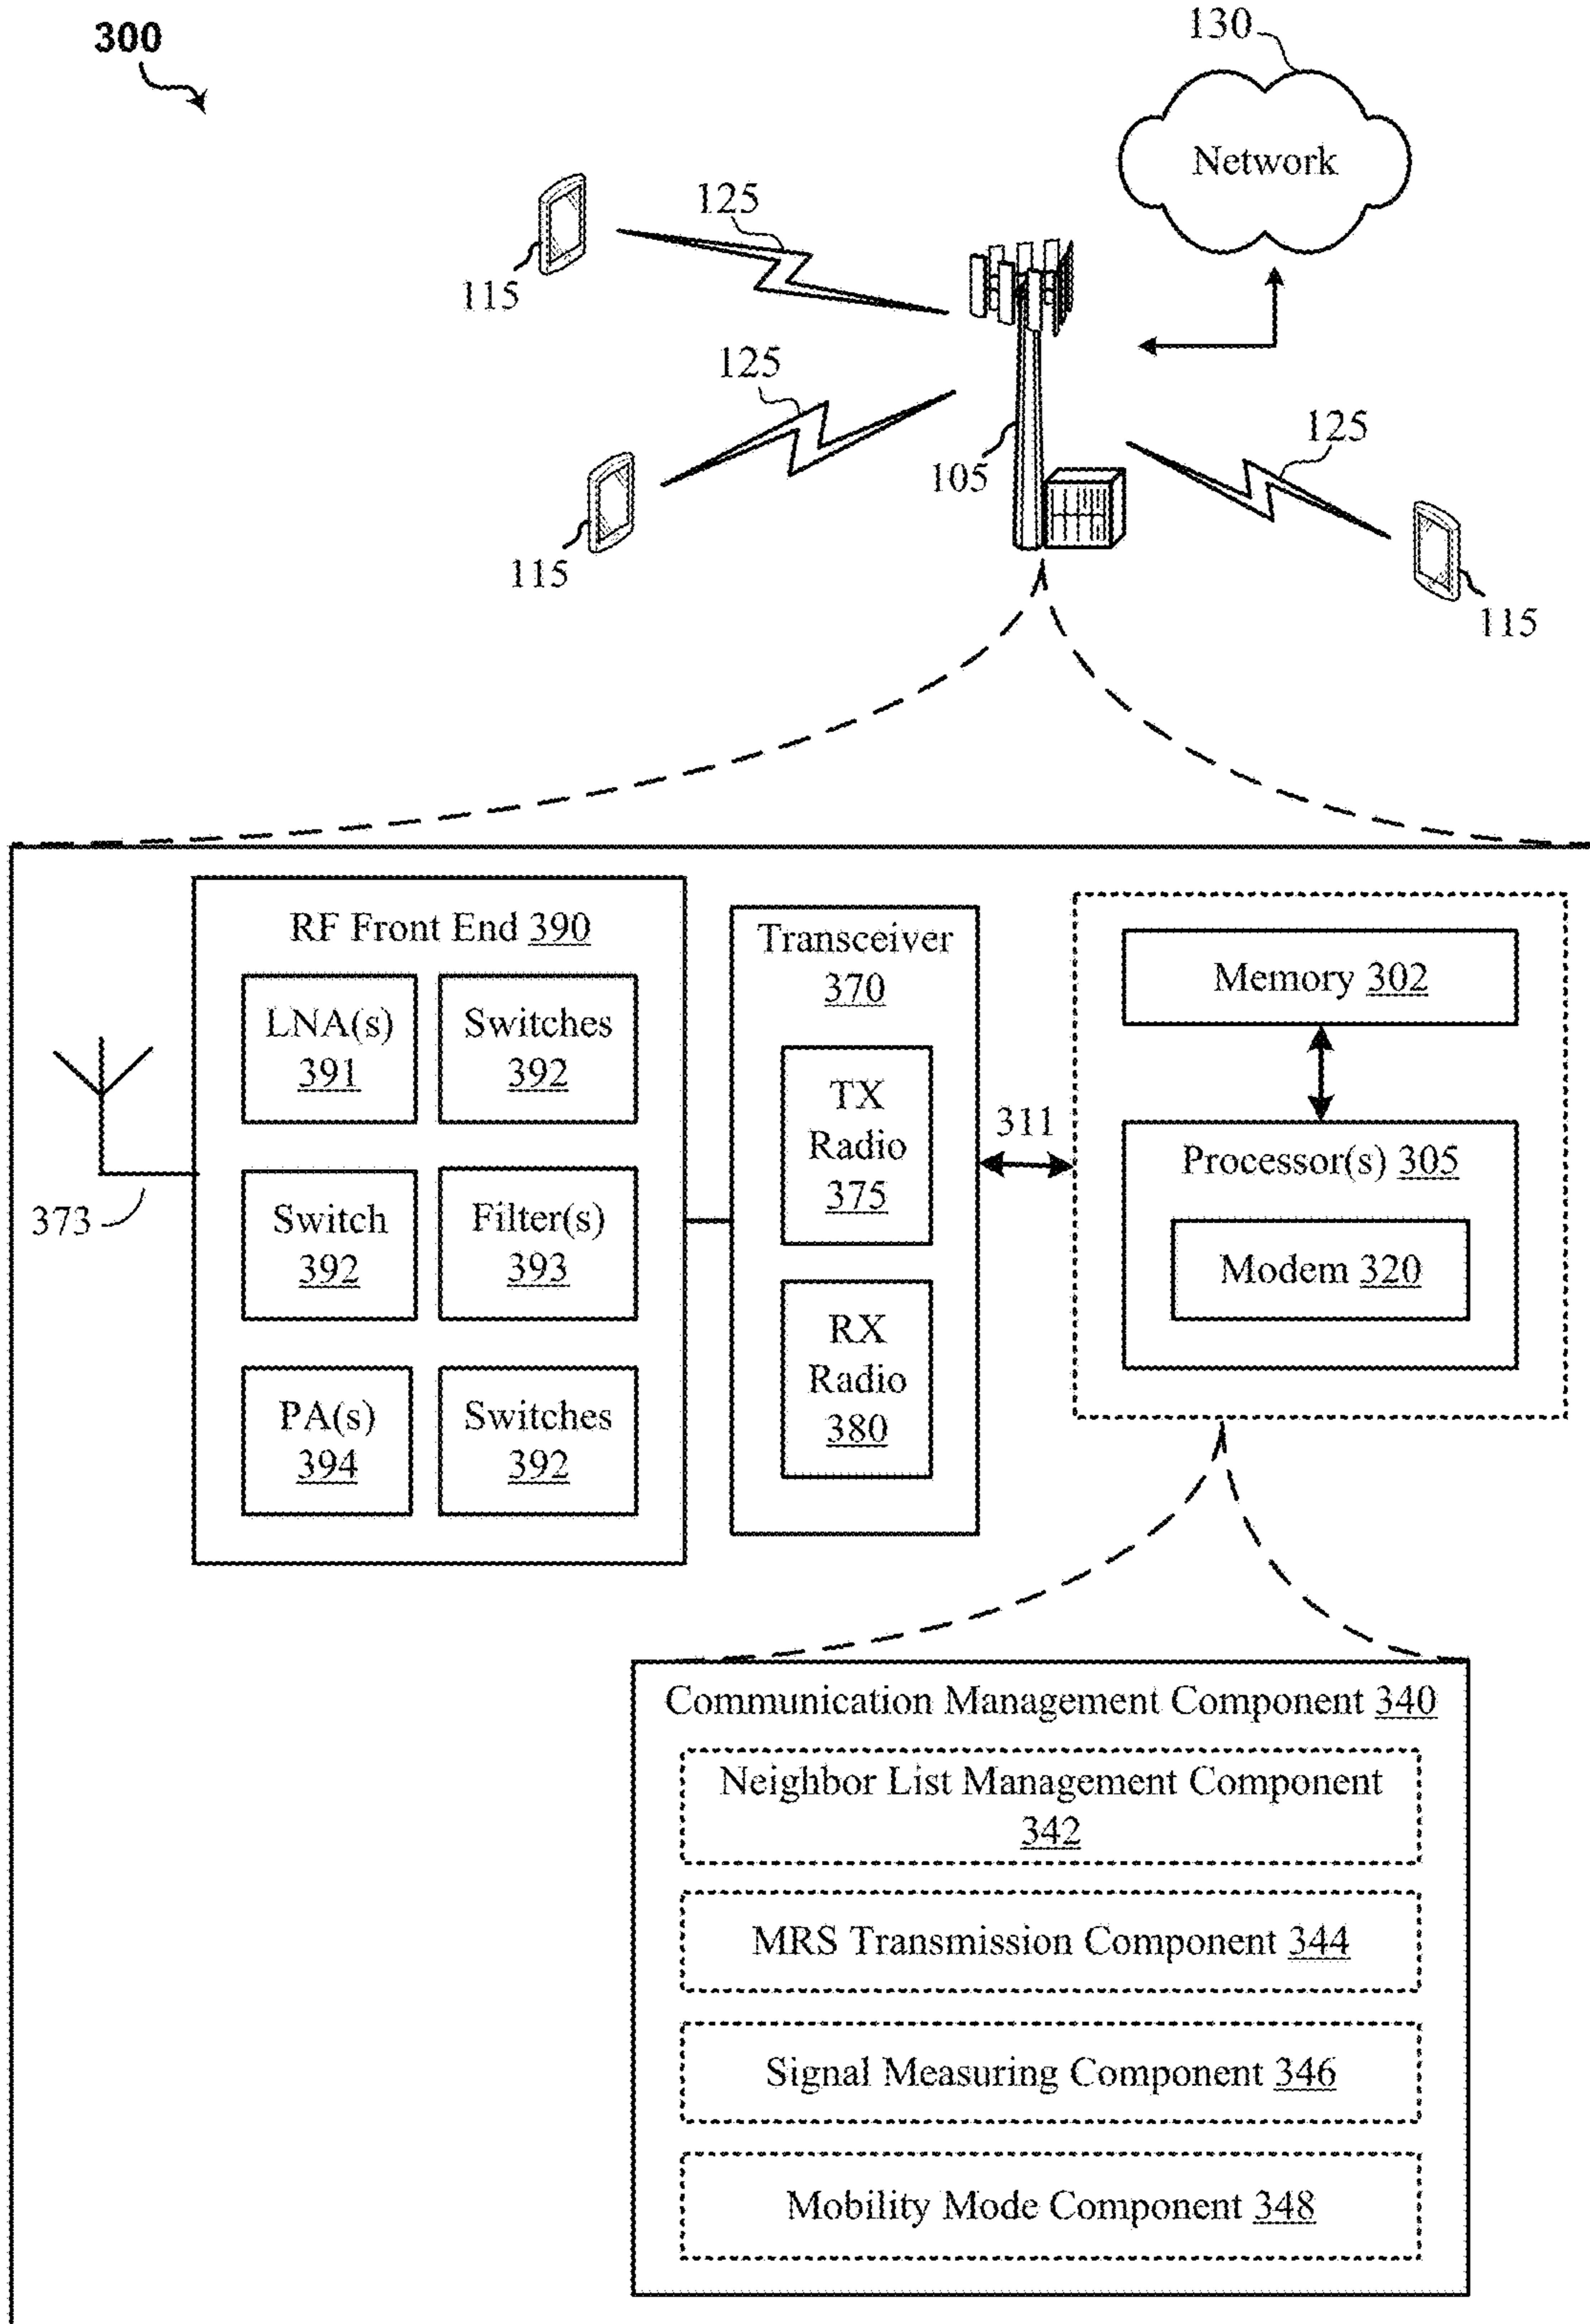 300
130
Network
125
115
125
105
125
115
115
RF Front End 390
LNA(s)
391
Switches
392
Switch
392
Filter(s)
393
PA(s)
394
Switches
392
373
Transceiver
370
TX
Radio
375
RX
Radio
380
311
Memory 302
Processor(s) 305
Modem 320
Communication Management Component 340
Neighbor List Management Component
342
MRS Transmission Component 344
Signal Measuring Component 346
Mobility Mode Component 348